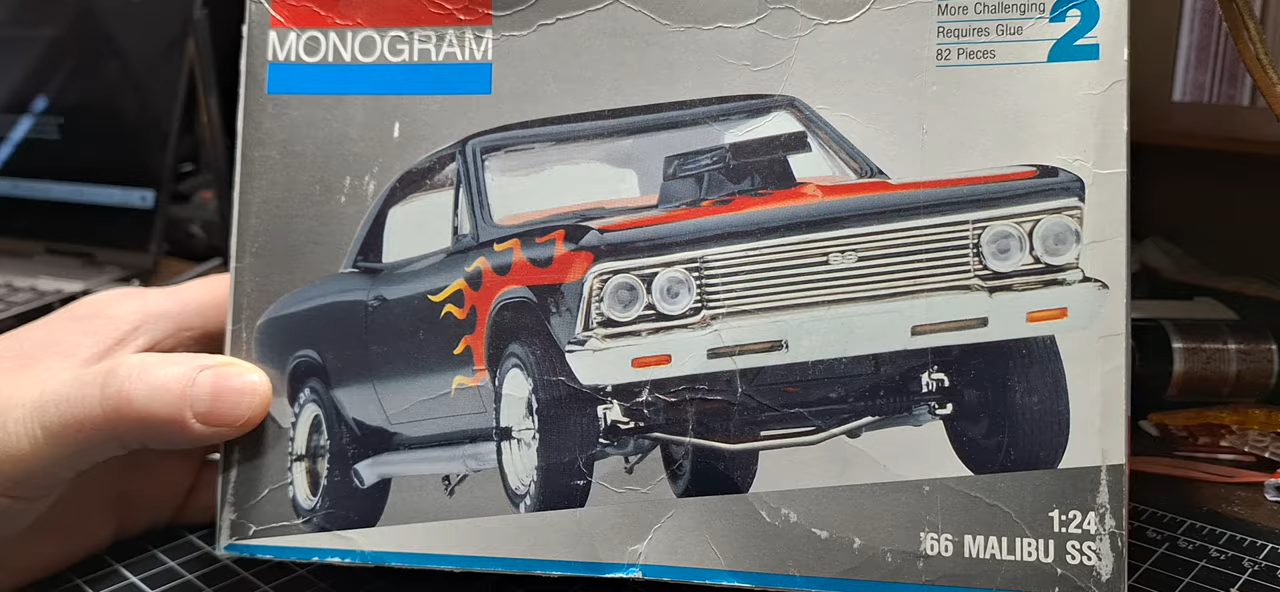 MONOGRAM
More Challenging
Requires Glue
82 Pieces
2
SS
1:24
'66 MALIBU SS